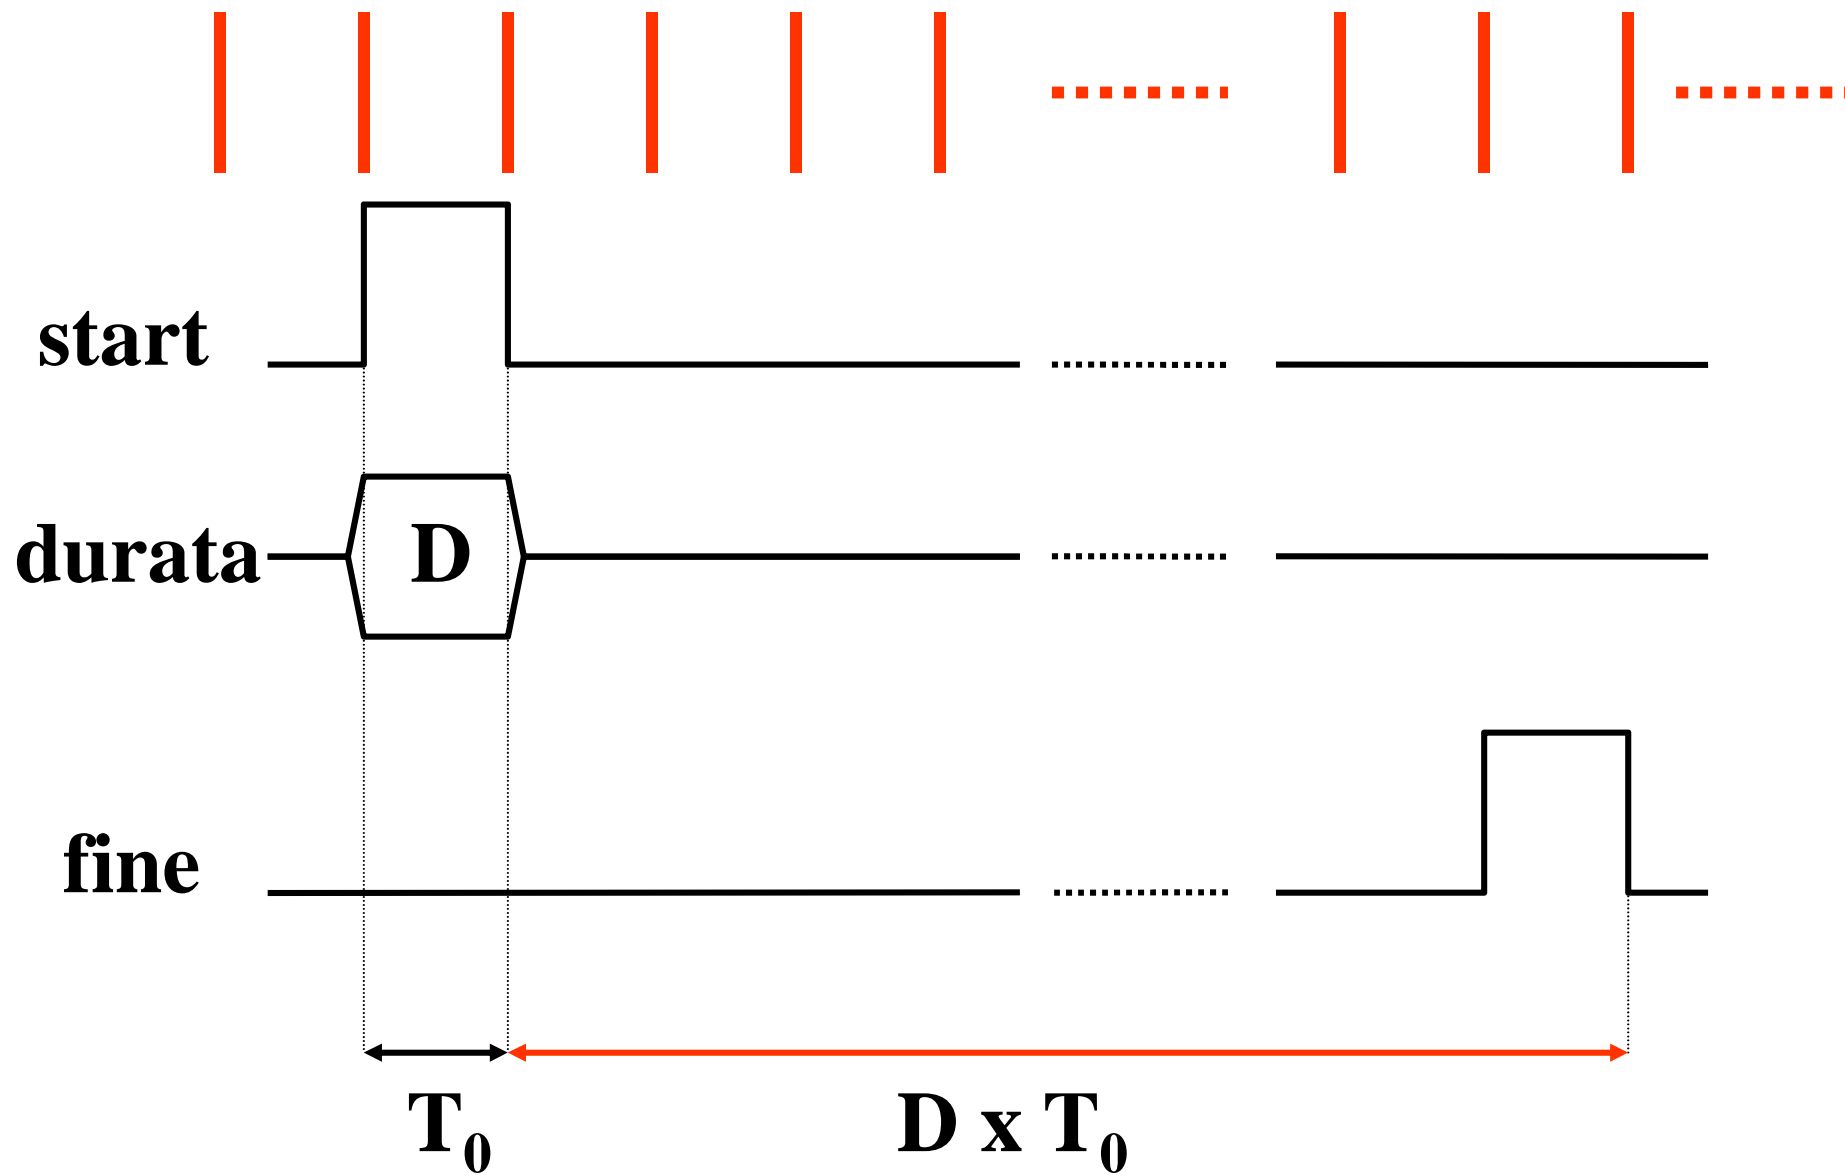 start
durata D
fine
T₀ D x T₀